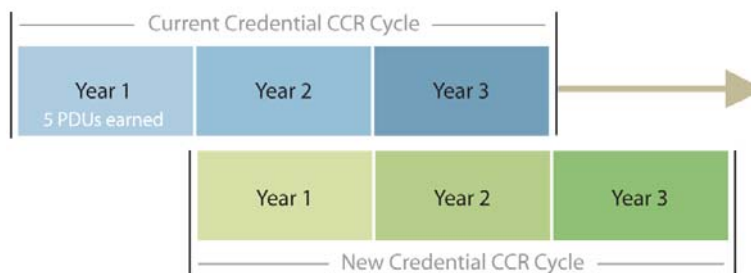 Current Credential CCR Cycle
Year 1
Year 2
Year 3
5 PDUs earned
Year 1
Year 2
Year 3
New Credential CCR Cycle